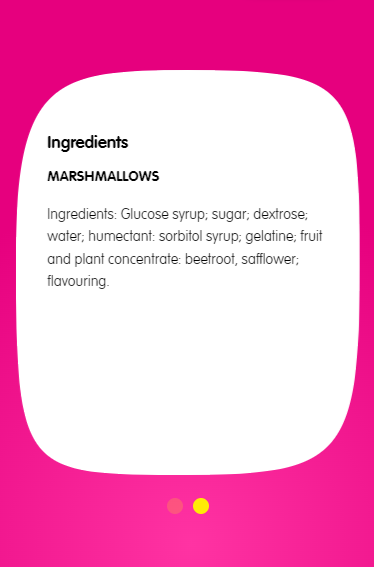 Ingredients
MARSHMALLOWS
Ingredients: Glucose syrup; sugar; dextrose;
water; humectant: sorbitol syrup; gelatine; fruit
and plant concentrate: beetroot, safflower;
flavouring.